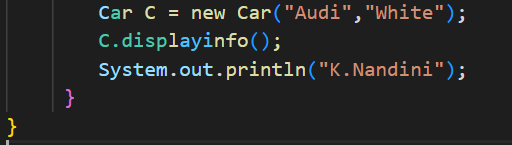 Car C = new Car("Audi","White");
C.displayinfo();
System.out.println("K.Nandini");
}
}